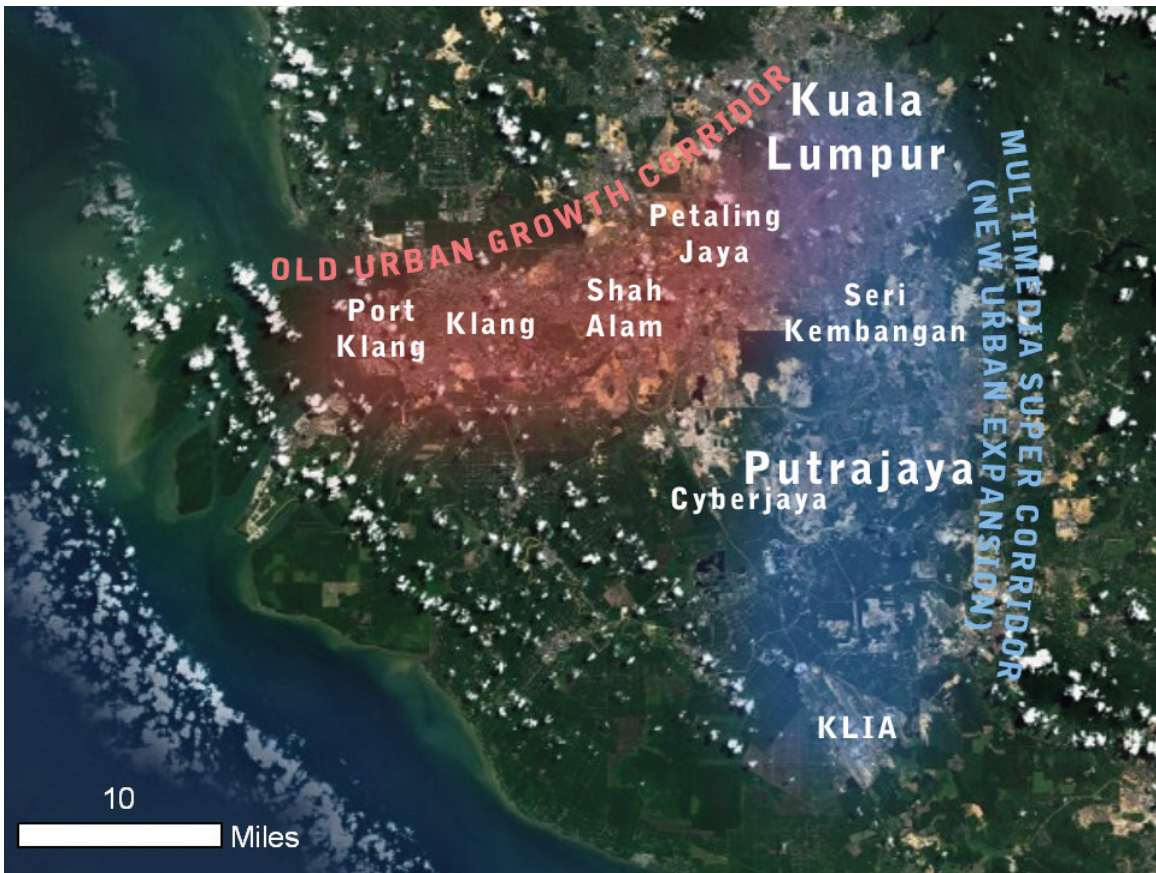 Kuala
Lumpur
OLD URBAN GROWTH CORRIDOR
MULTIMEDIA SUPER CORRIDOR
(NEW URBAN EXPANSION)
Petaling
Jaya
Port
Klang
Klang
Shah
Alam
Seri
Kembangan
Putrajaya
Cyberjaya
KLIA
10
Miles